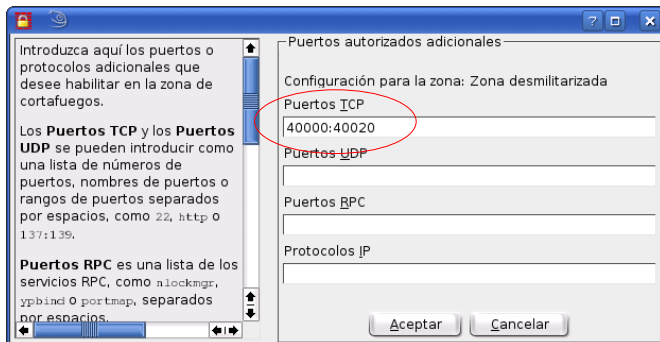 Introduzca aquí los puertos o
protocolos adicionales que
desee habilitar en la zona de
cortafuegos.
Los Puertos TCP y los Puertos
UDP se pueden introducir como
una lista de números de
puertos, nombres de puertos o
rangos de puertos separados
por espacios, como 22, http o
137:139.
Puertos RPC es una lista de los
servicios RPC, como nlockmgr,
ypbind o portmap, separados
por espacios.
Puertos autorizados adicionales
Configuración para la zona: Zona desmilitarizada
Puertos TCP
40000:40020
Puertos UDP
Puertos RPC
Protocolos IP
Aceptar
Cancelar